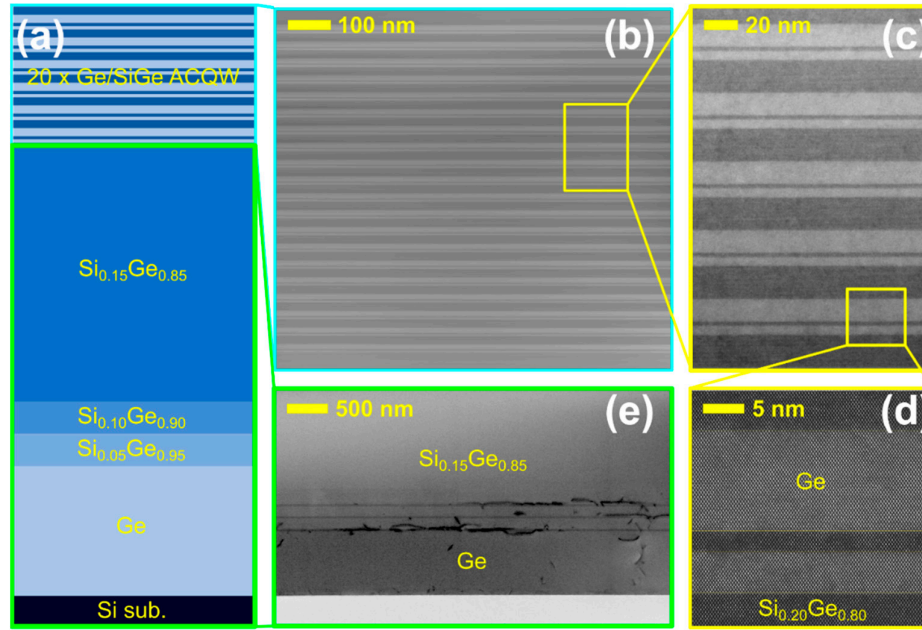 (a)
20 x Ge/SiGe ACQW
Si0.15Ge0.85
Si0.10Ge0.90
Si0.05Ge0.95
Ge
Si sub.
100 nm
(b)
20 nm
(c)
500 nm
(e)
Si0.15Ge0.85
Ge
5 nm
(d)
Ge
Si0.20Ge0.80